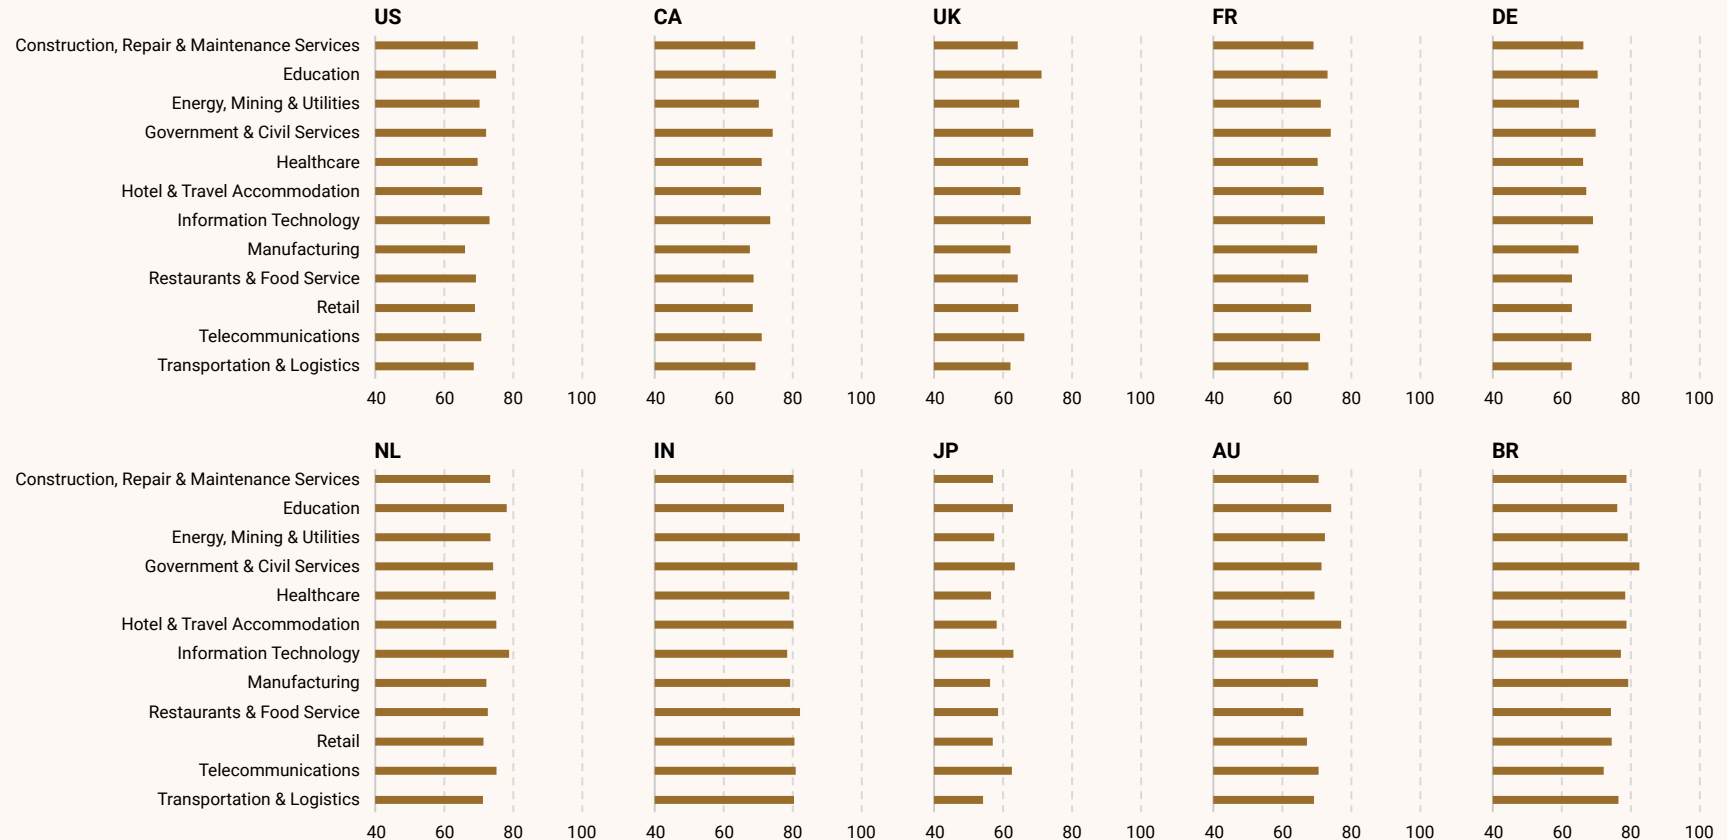 US CA UK FR DE
Construction, Repair & Maintenance Services
Education
Energy, Mining & Utilities
Government & Civil Services
Healthcare
Hotel & Travel Accommodation
Information Technology
Manufacturing
Restaurants & Food Service
Retail
Telecommunications
Transportation & Logistics
40 60 80 100 40 60 80 100 40 60 80 100 40 60 80 100 40 60 80 100
NL IN JP AU BR
Construction, Repair & Maintenance Services
Education
Energy, Mining & Utilities
Government & Civil Services
Healthcare
Hotel & Travel Accommodation
Information Technology
Manufacturing
Restaurants & Food Service
Retail
Telecommunications
Transportation & Logistics
40 60 80 100 40 60 80 100 40 60 80 100 40 60 80 100 40 60 80 100